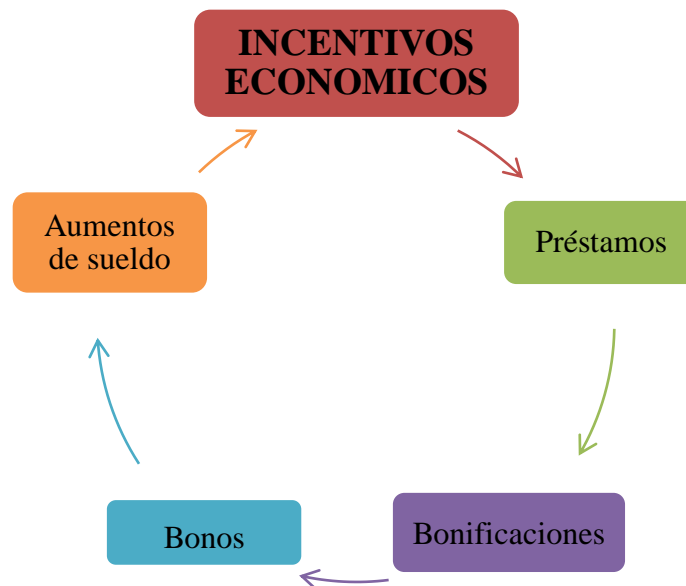 INCENTIVOS
ECONOMICOS
Préstamos
Bonificaciones
Bonos
Aumentos
de sueldo